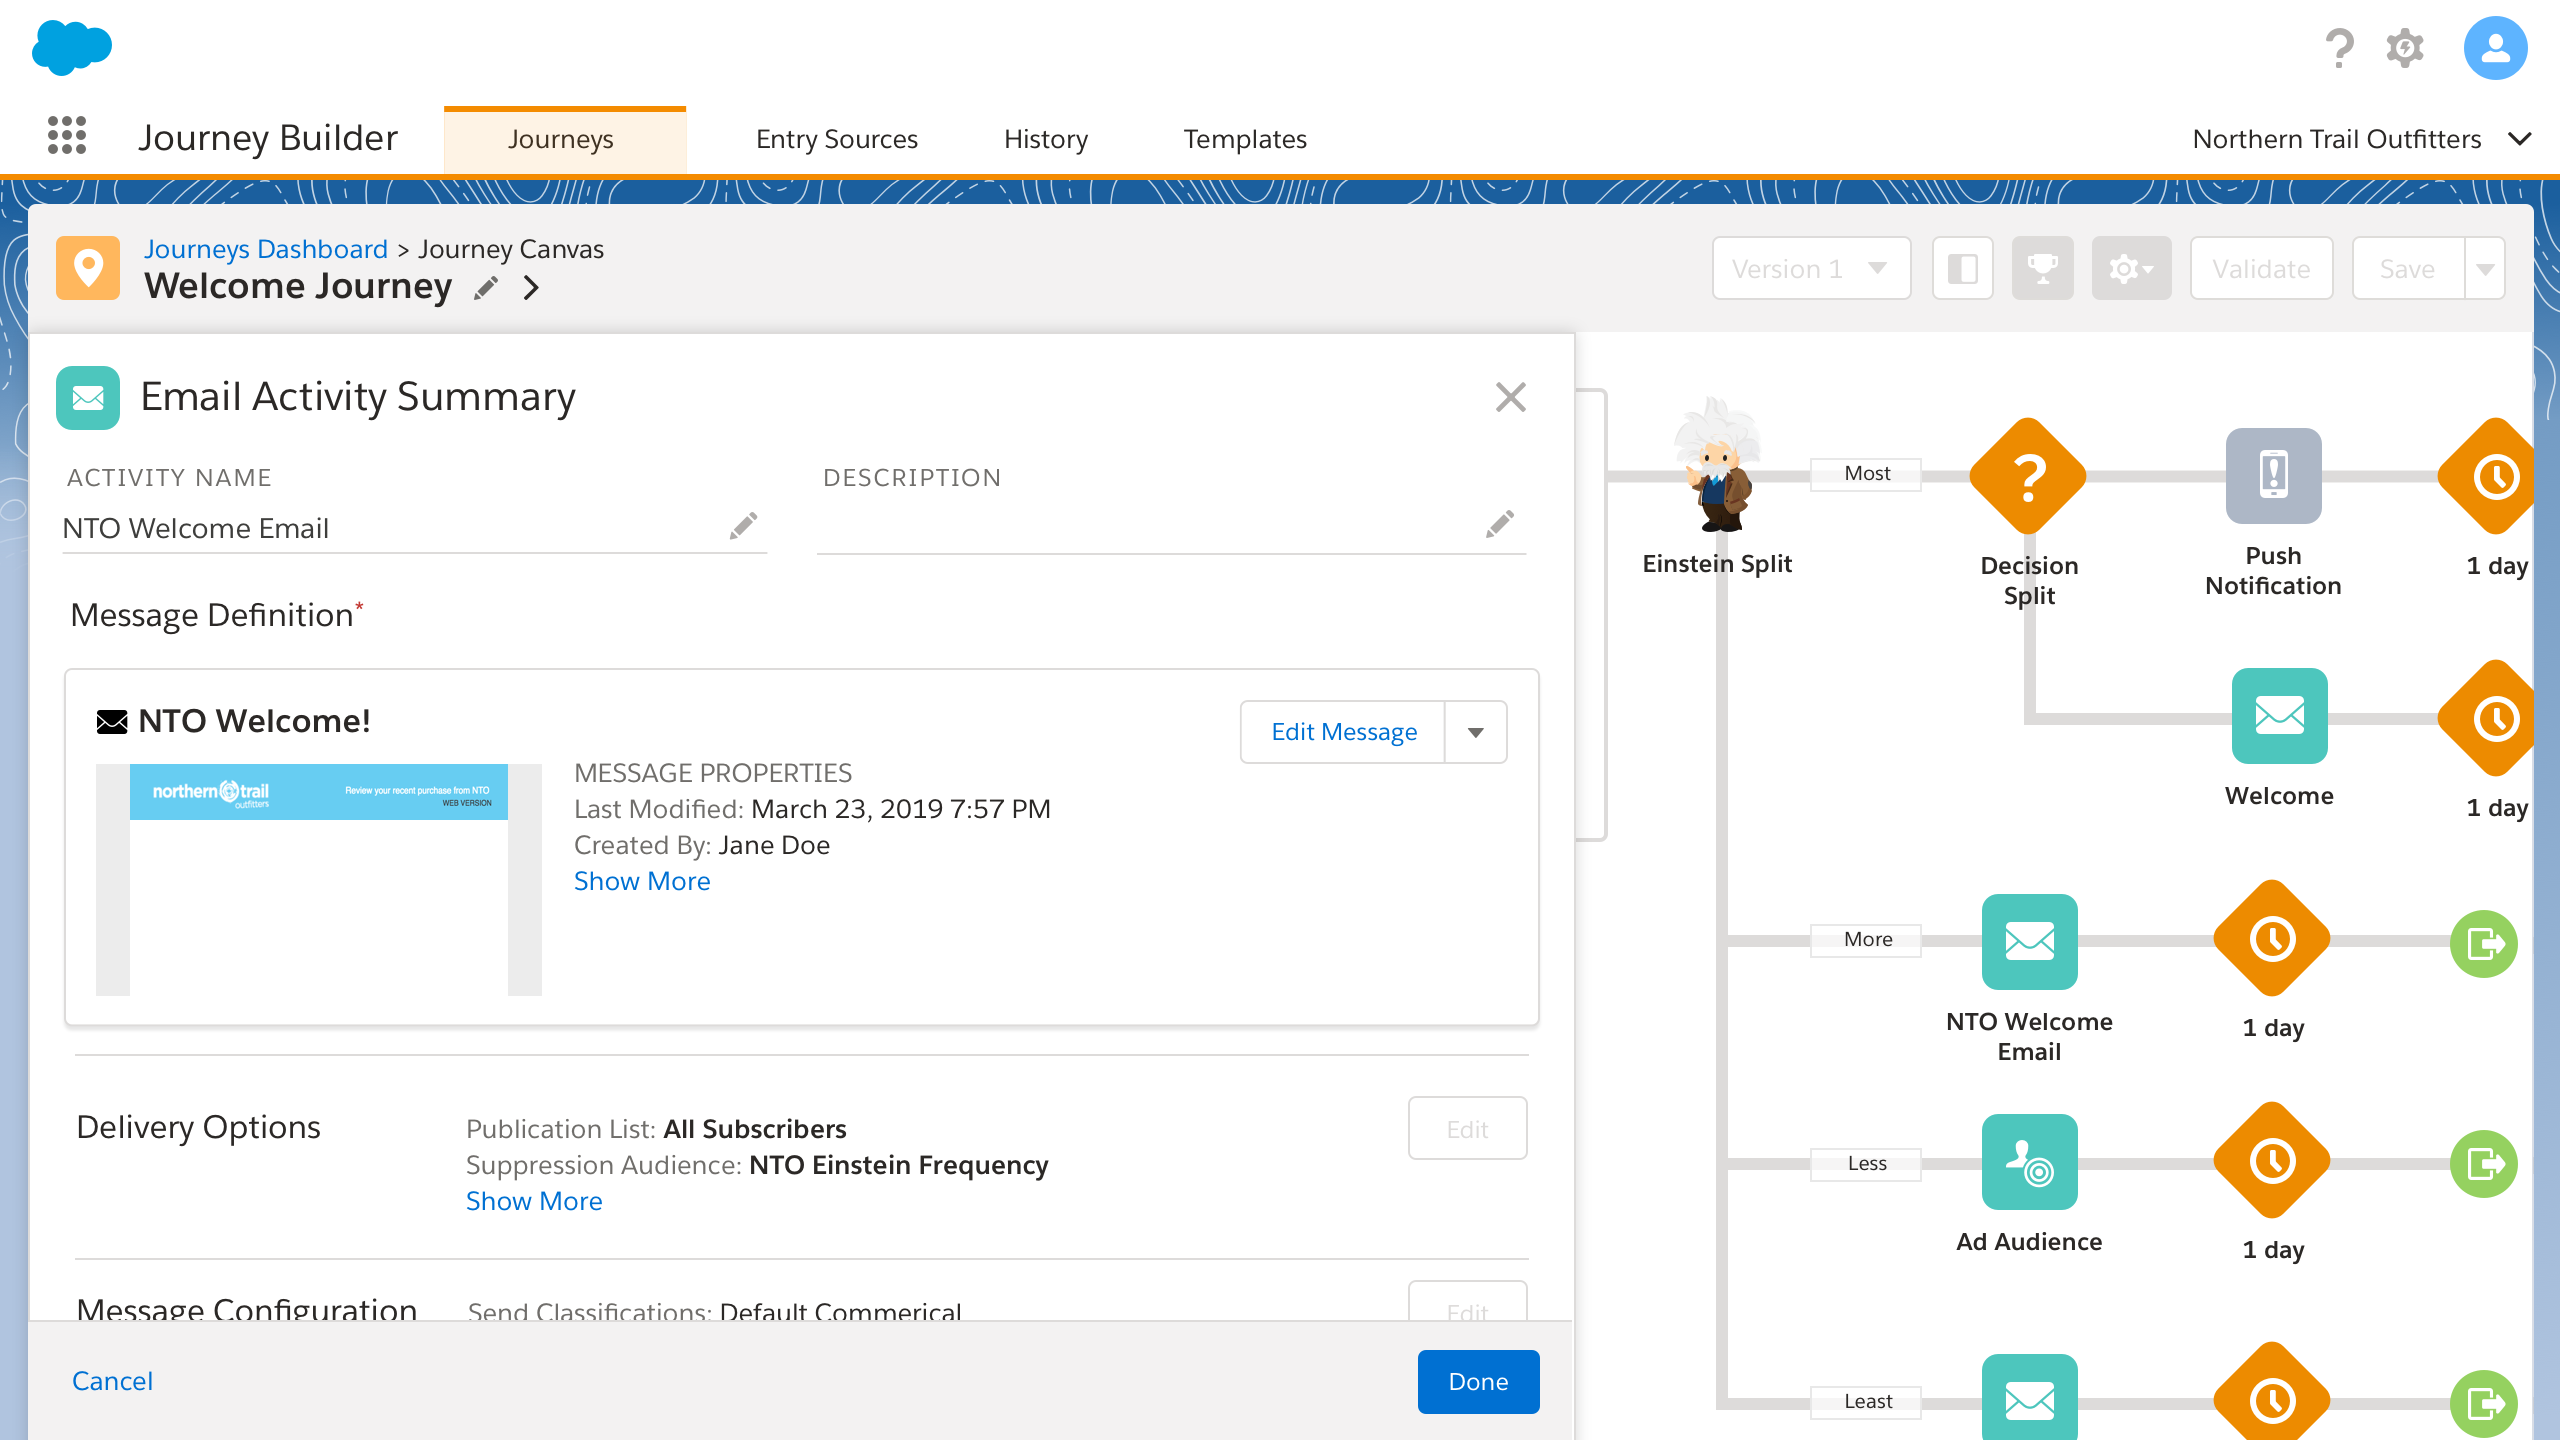 Journey Builder
Journeys
Entry Sources
History
Templates
Northern Trail Outfitters
Journeys Dashboard > Journey Canvas
Welcome Journey
Version 1
Validate
Save
Email Activity Summary
ACTIVITY NAME
DESCRIPTION
NTO Welcome Email
Message Definition*
NTO Welcome!
Edit Message
northern trail
outfitters
Review your recent purchase from NTO
WEB VERSION
MESSAGE PROPERTIES
Last Modified: March 23, 2019 7:57 PM
Created By: Jane Doe
Show More
Delivery Options
Publication List: All Subscribers
Suppression Audience: NTO Einstein Frequency
Show More
Edit
Message Configuration
Send Classifications: Default Commerical
Edit
Cancel
Done
Einstein Split
Most
Decision
Split
Push
Notification
1 day
Welcome
1 day
More
NTO Welcome
Email
1 day
Less
Ad Audience
1 day
Least